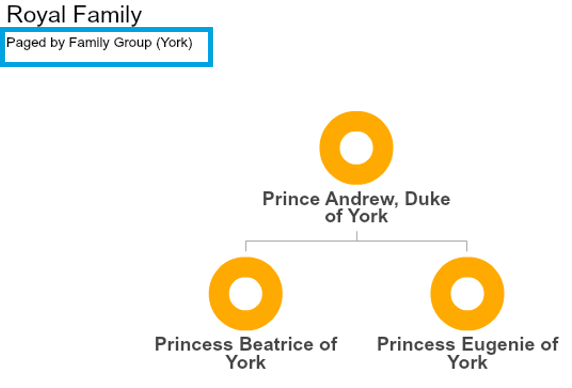 Royal Family
Paged by Family Group (York)
Prince Andrew, Duke
of York
Princess Beatrice of
York
Princess Eugenie of
York